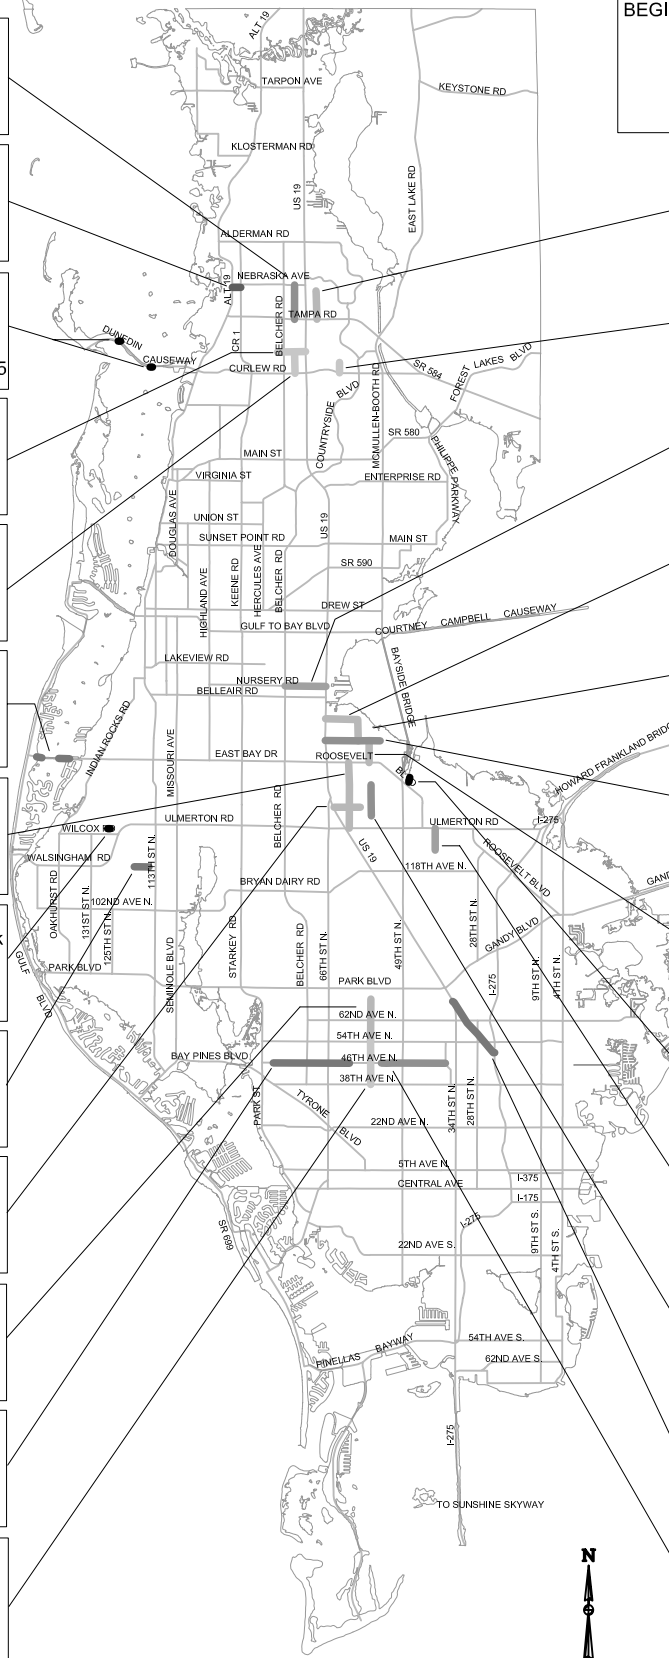 BEGI
ALT 19
TARPON AVE
KEYSTONE RD
KLOSTERMAN RD
US 19
EAST LAKE RD
ALDERMAN RD
NEBRASKA AVE
ALT 19
BELCHER RD
TAMPA RD
CR 1
DUNEDIN
CAUSEWAY
CURLEW RD
SR 584
FOREST LAKES BLVD
COUNTRYSIDE BLVD
MCMULLEN-BOOTH RD
SR 580
PHILIPPE PARKWAY
MAIN ST
VIRGINIA ST
ENTERPRISE RD
DOUGLAS AVE
UNION ST
US 19
SUNSET POINT RD
MAIN ST
HIGHLAND AVE
KEENE RD
HERCULES AVE
BELCHER RD
SR 590
DREW ST
GULF TO BAY BLVD
COURTNEY CAMPBELL CAUSEWAY
LAKEVIEW RD
BAYSIDE BRIDGE
NURSERY RD
BELLEAIR RD
INDIAN ROCKS RD
MISSOURI AVE
EAST BAY DR
ROOSEVELT
HOWARD FRANKLAND BRIDG
BELCHER RD
I-275
ULMERTON RD
ULMERTON RD
WILCOX
WALSINGHAM RD
113TH ST N.
US 19
ROOSEVELT BLVD
118TH AVE N.
OAKHURST RD
131ST ST N.
125TH ST N.
BRYAN DAIRY RD
GAND
102ND AVE N.
28TH ST N.
GANDY BLVD
GULF BLVD
SEMINOLE BLVD
STARKEY RD
BELCHER RD
66TH ST N.
49TH ST N.
PARK BLVD
I-275
9TH ST N.
4TH ST N.
PARK BLVD
62ND AVE N.
54TH AVE N.
BAY PINES BLVD
46TH AVE N.
38TH AVE N.
PARK ST
TYRONE BLVD
22ND AVE N.
34TH ST N.
28TH ST N.
5TH AVE N.
I-375
CENTRAL AVE
I-175
SR 699
I-275
22ND AVE S.
9TH ST S.
4TH ST S.
54TH AVE S.
PINELLAS BAYWAY
62ND AVE S.
I-275
TO SUNSHINE SKYWAY
N